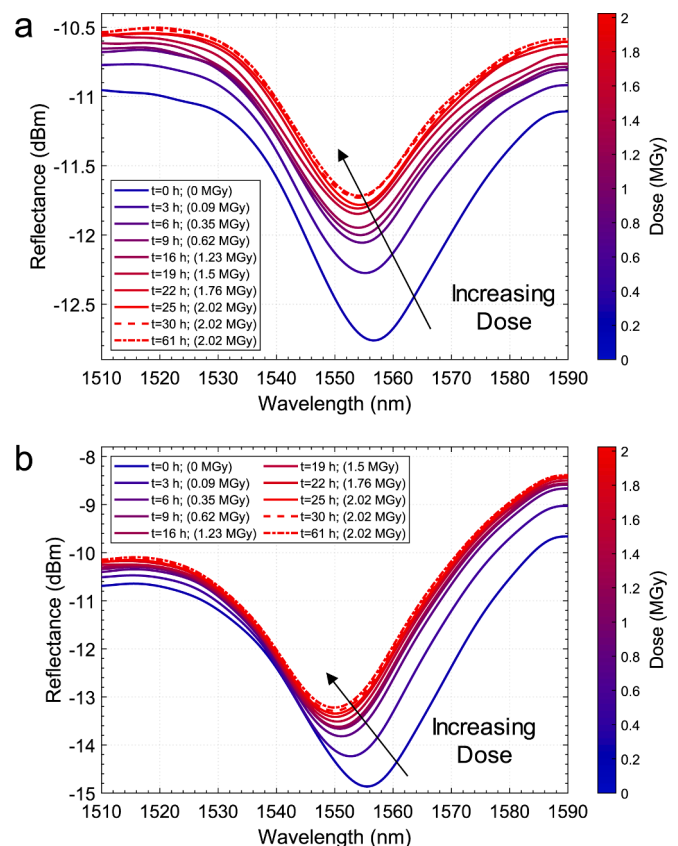 a
-10.5
-11
-11.5
-12
-12.5
Reflectance (dBm)
t=0 h; (0 MGy)
t=3 h; (0.09 MGy)
t=6 h; (0.35 MGy)
t=9 h; (0.62 MGy)
t=16 h; (1.23 MGy)
t=19 h; (1.5 MGy)
t=22 h; (1.76 MGy)
t=25 h; (2.02 MGy)
t=30 h; (2.02 MGy)
t=61 h; (2.02 MGy)
Increasing
Dose
1510 1520 1530 1540 1550 1560 1570 1580 1590
Wavelength (nm)
2
1.8
1.6
1.4
1.2
1
0.8
0.6
0.4
0.2
0
Dose (MGy)
b
-8
-9
-10
-11
-12
-13
-14
-15
Reflectance (dBm)
t=0 h; (0 MGy)
t=3 h; (0.09 MGy)
t=6 h; (0.35 MGy)
t=9 h; (0.62 MGy)
t=16 h; (1.23 MGy)
t=19 h; (1.5 MGy)
t=22 h; (1.76 MGy)
t=25 h; (2.02 MGy)
t=30 h; (2.02 MGy)
t=61 h; (2.02 MGy)
Increasing
Dose
1510 1520 1530 1540 1550 1560 1570 1580 1590
Wavelength (nm)
2
1.8
1.6
1.4
1.2
1
0.8
0.6
0.4
0.2
0
Dose (MGy)